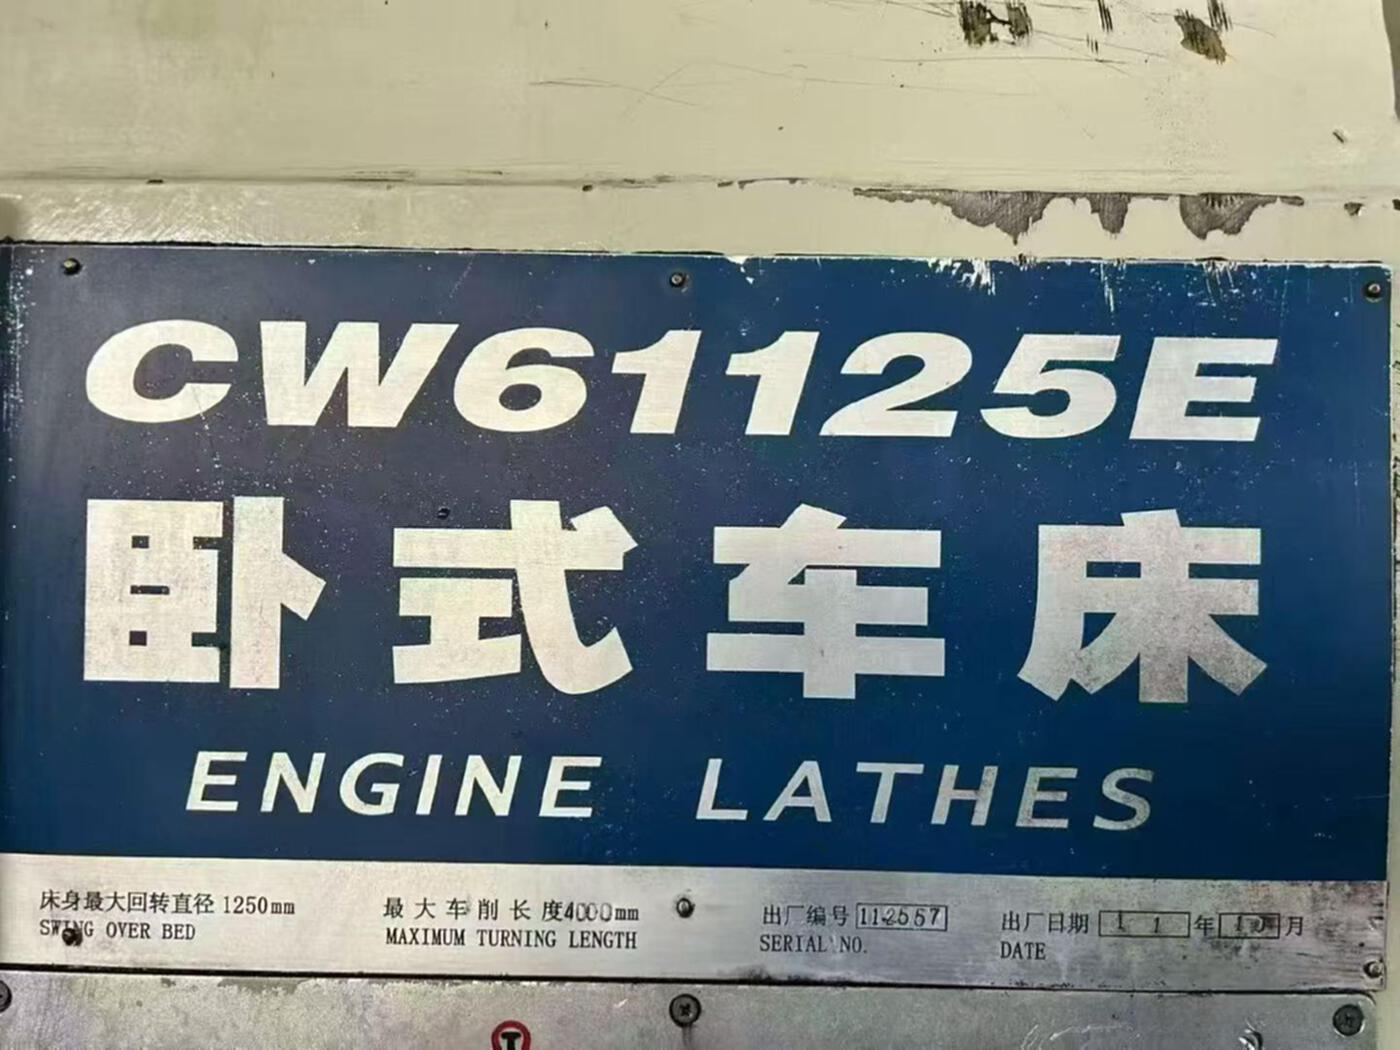 CW61125E
卧式车床
ENGINE LATHES
床身最大回转直径 1250mm
SWING OVER BED
最大车削长度4000mm
MAXIMUM TURNING LENGTH
出厂编号 112557
SERIAL NO.
出厂日期 11 年 月
DATE